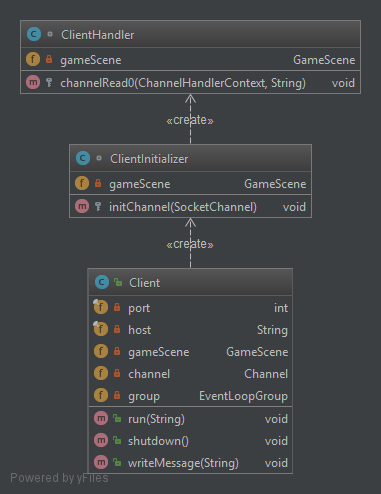 ClientHandler
gameScene GameScene
channelRead0(ChannelHandlerContext, String) void
«create»
ClientInitializer
gameScene GameScene
initChannel(SocketChannel) void
«create»
Client
port int
host String
gameScene GameScene
channel Channel
group EventLoopGroup
run(String) void
shutdown() void
writeMessage(String) void
Powered by yFiles